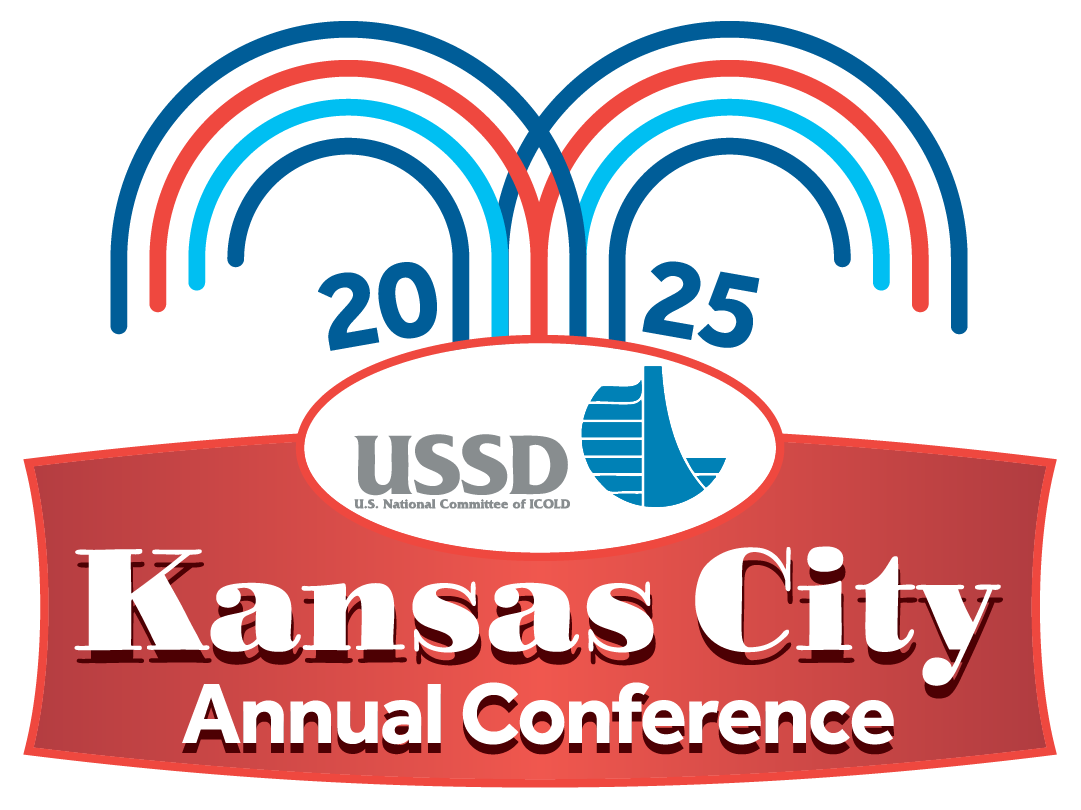 20 25
USSD
U.S. National Committee of ICOLD
Kansas City
Annual Conference